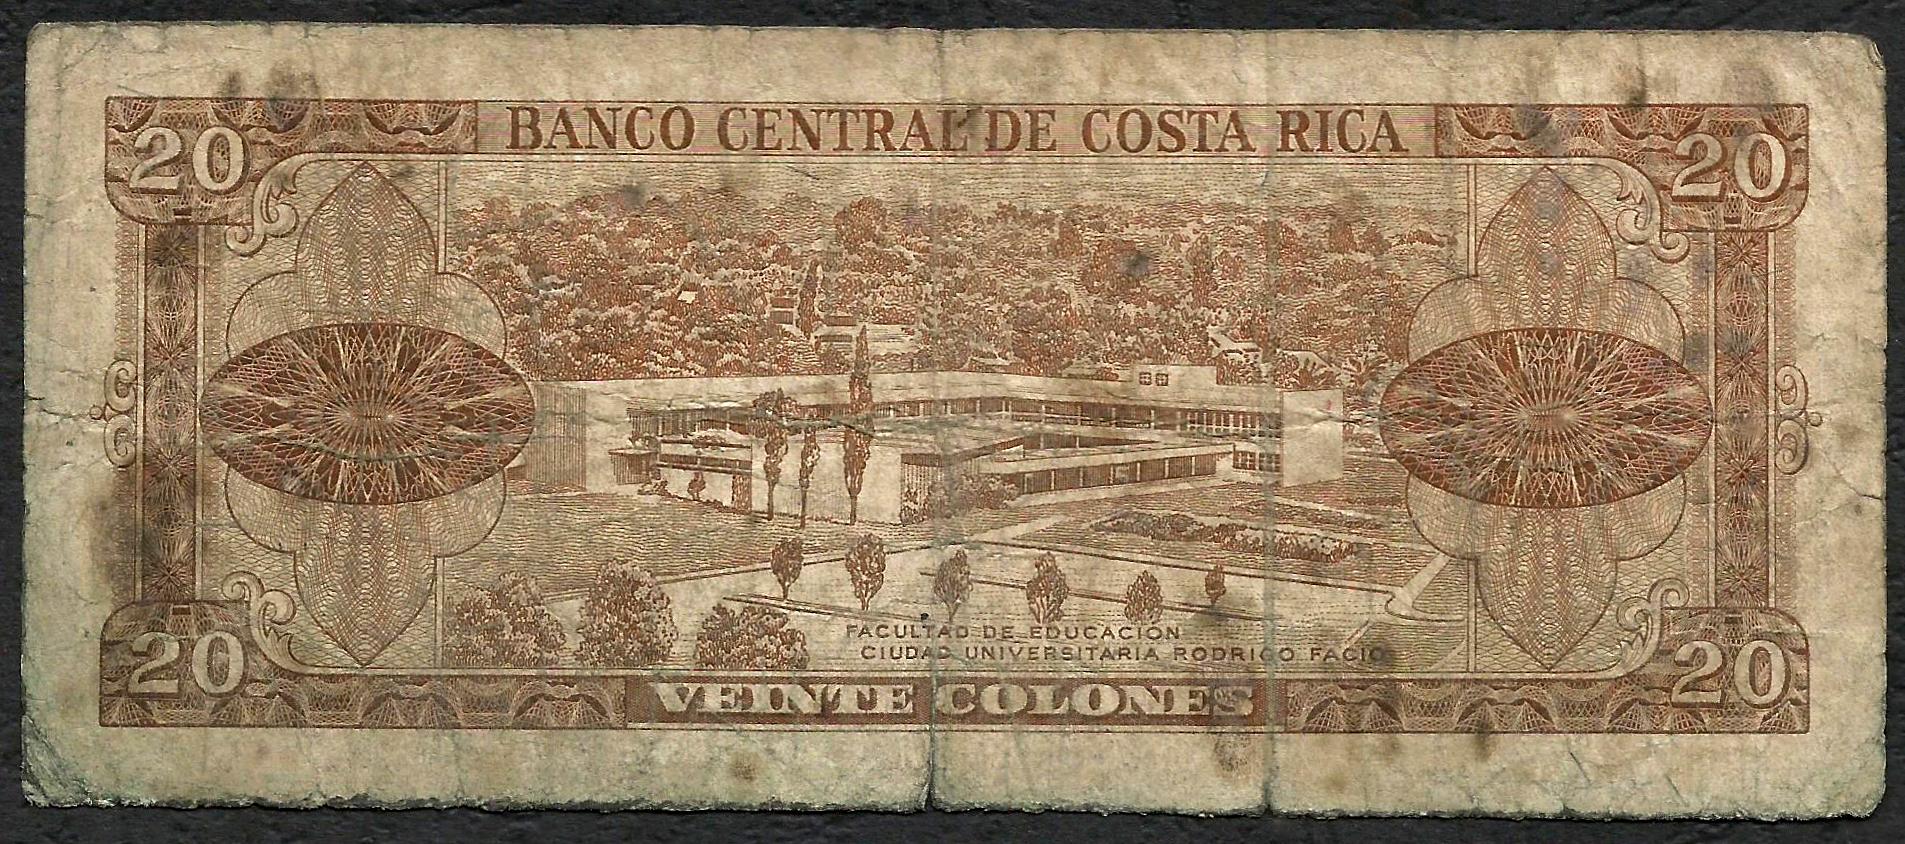 20 BANCO CENTRAL DE COSTA RICA 20
FACULTAD DE EDUCACION
CIUDAD UNIVERSITARIA RODRIGO FACIO
20 VEINTE COLONES 20